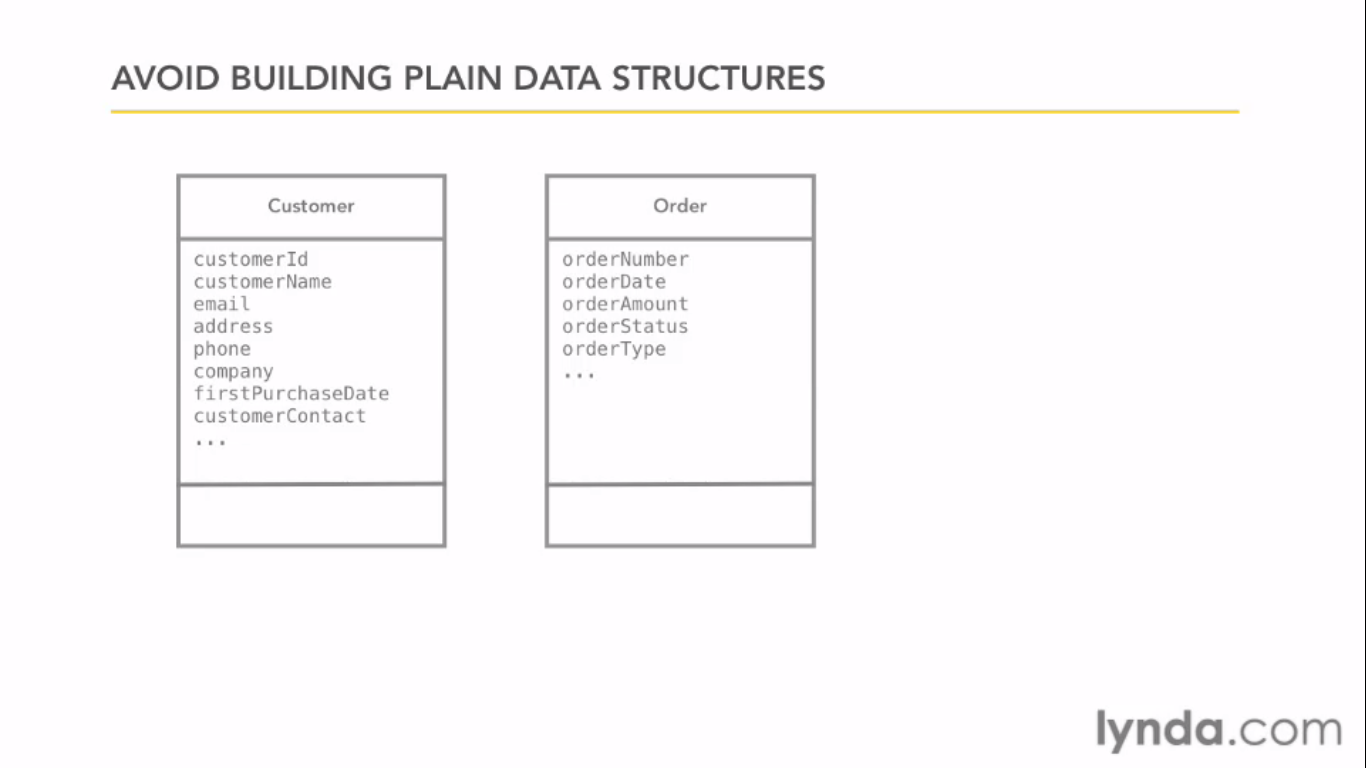 AVOID BUILDING PLAIN DATA STRUCTURES
Customer
customerId
customerName
email
address
phone
company
firstPurchaseDate
customerContact
...
Order
orderNumber
orderDate
orderAmount
orderStatus
orderType
...
lynda.com